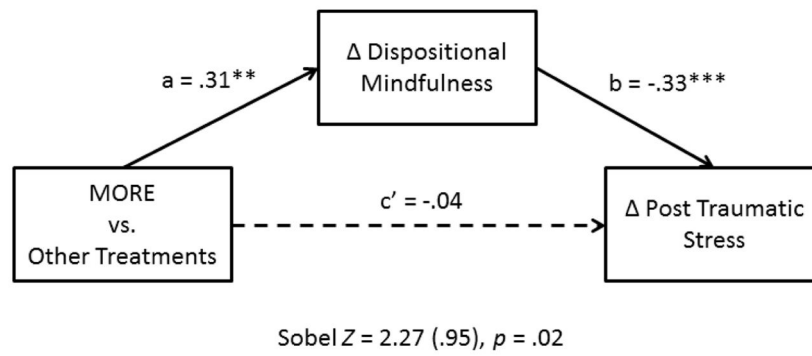 Δ Dispositional
Mindfulness
a = .31**
b = -.33***
MORE
vs.
Other Treatments
c’ = -.04
Δ Post Traumatic
Stress
Sobel Z = 2.27 (.95), p = .02